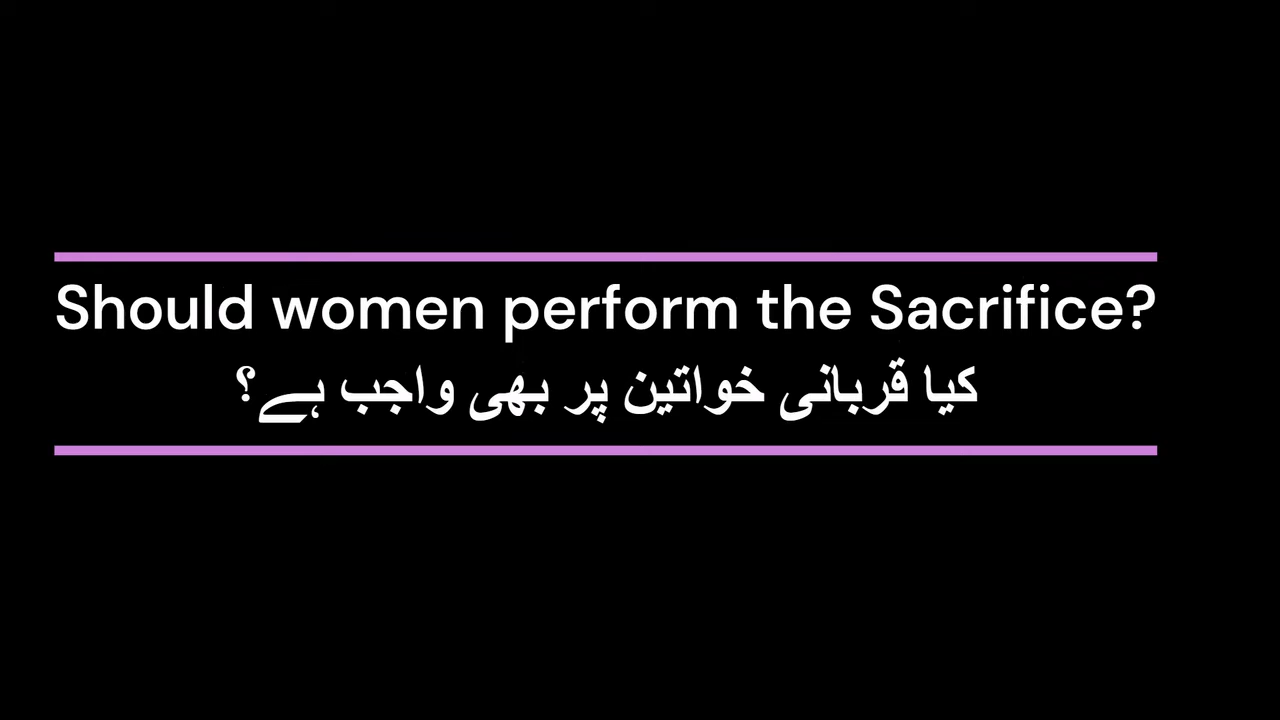 Should women perform the Sacrifice?
کیا قربانی خواتین پر بھی واجب ہے؟